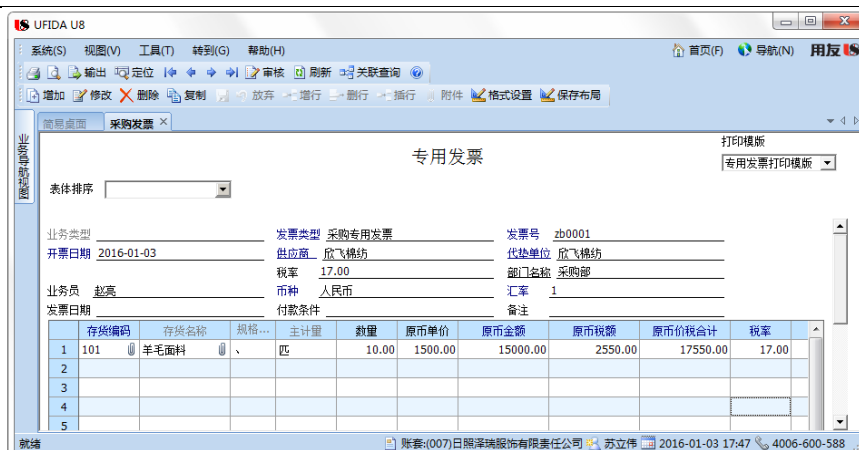 UFIDA U8
系统(S) 视图(V) 工具(T) 转到(G) 帮助(H) 首页(F) 导航(N) 用友
输出 定位 审核 刷新 关联查询
增加 修改 删除 复制 放弃 增行 删行 插行 附件 格式设置 保存布局
简易桌面 采购发票
业务导航视图
打印模版
专用发票
专用发票打印模版
表体排序
业务类型 发票类型 采购专用发票 发票号 zb0001
开票日期 2016-01-03 供应商 欣飞棉纺 代垫单位 欣飞棉纺
税率 17.00 部门名称 采购部
业务员 赵亮 币种 人民币 汇率 1
发票日期 付款条件 备注
存货编码 存货名称 规格... 主计量 数量 原币单价 原币金额 原币税额 原币价税合计 税率
1 101 羊毛面料 、 匹 10.00 1500.00 15000.00 2550.00 17550.00 17.00
2
3
4
5
就绪 账套:(007)日照泽瑞服饰有限责任公司 苏立伟 2016-01-03 17:47 4006-600-588